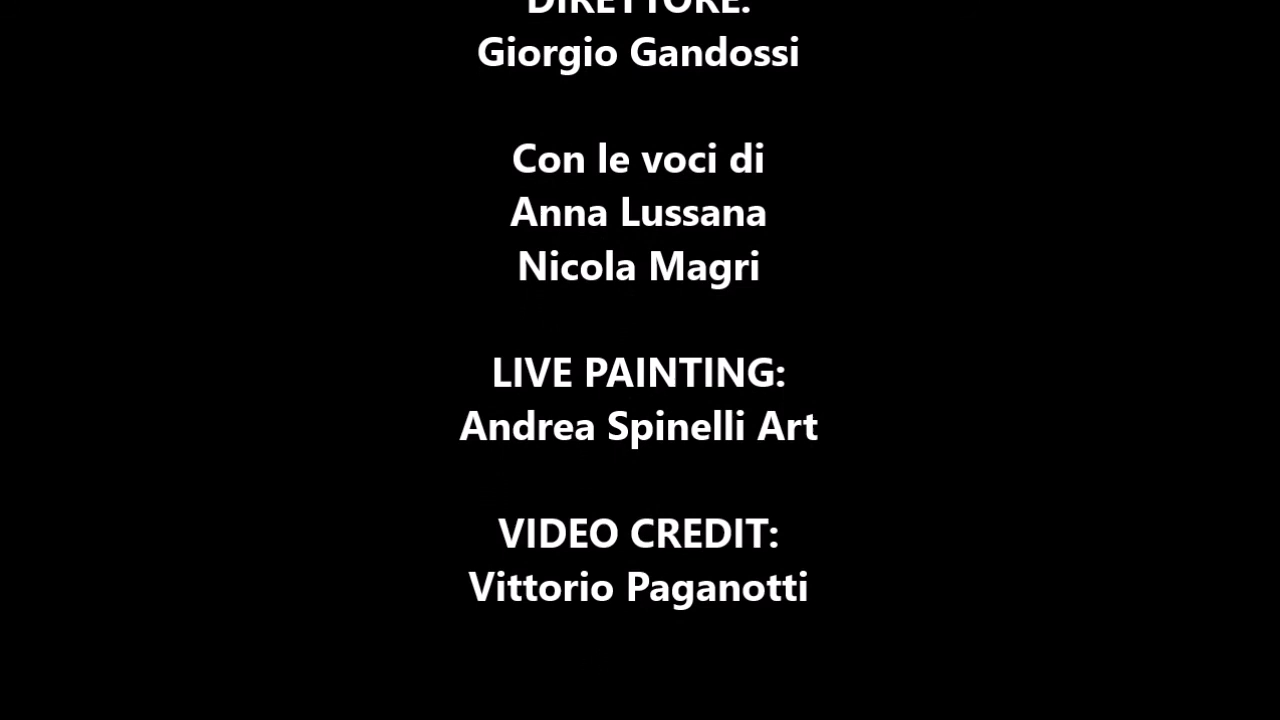 DIRETTORE:
Giorgio Gandossi
Con le voci di
Anna Lussana
Nicola Magri
LIVE PAINTING:
Andrea Spinelli Art
VIDEO CREDIT:
Vittorio Paganotti